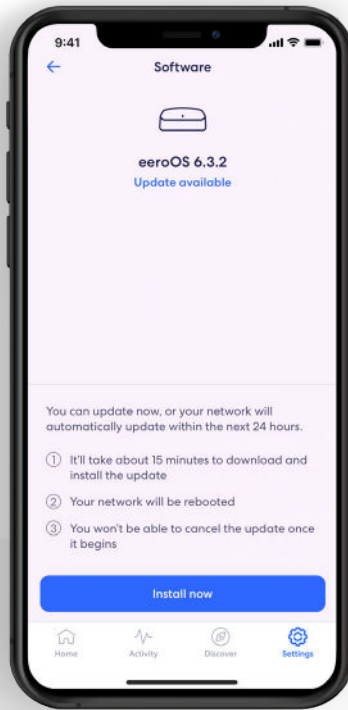 9:41
Software
eeroOS 6.3.2
Update available
You can update now, or your network will
automatically update within the next 24 hours.
1 It'll take about 15 minutes to download and
install the update
2 Your network will be rebooted
3 You won't be able to cancel the update once
it begins
Install now
Home Activity Discover Settings